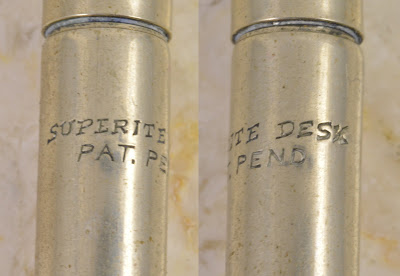 SUPERITE
PAT. PE
ITE DESK
T. PEND